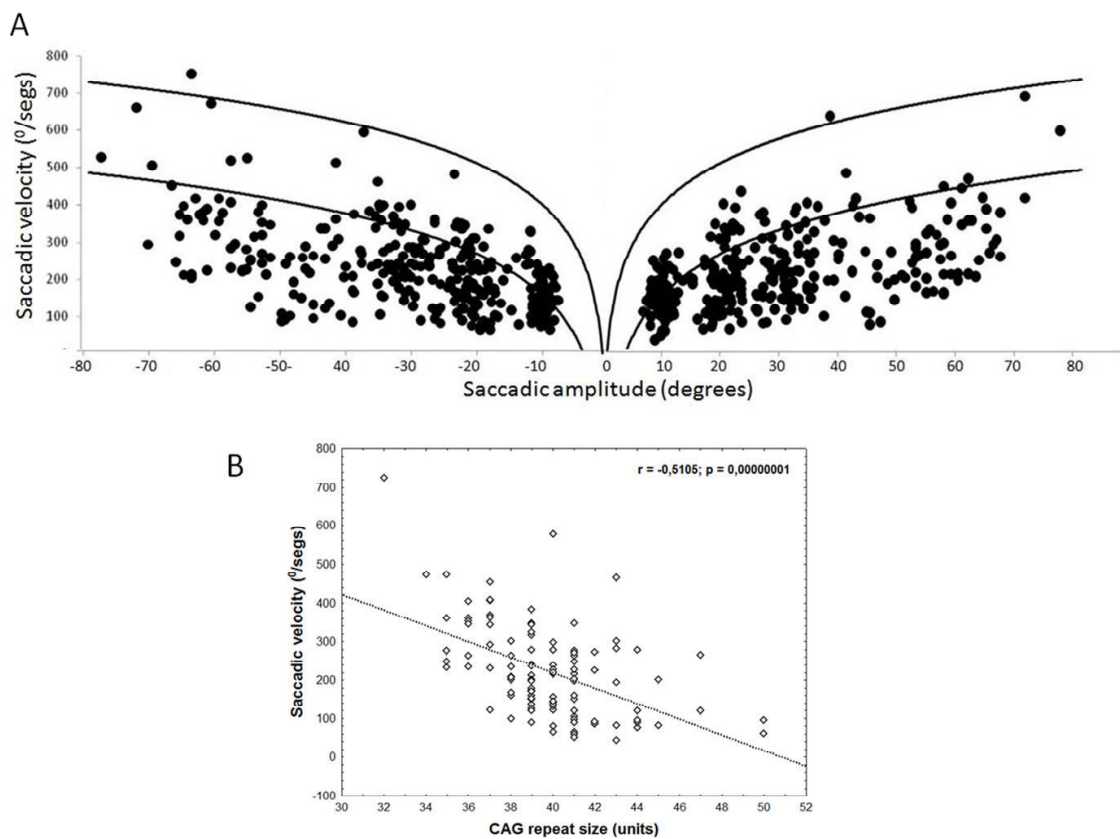 A
Saccadic velocity (⁰/segs)
800
700
600
500
400
300
200
100
-
-80 -70 -60 -50 -40 -30 -20 -10 0 10 20 30 40 50 60 70 80
Saccadic amplitude (degrees)
B
r = -0,5105; p = 0,00000001
Saccadic velocity (⁰/segs)
800
700
600
500
400
300
200
100
0
-100
30 32 34 36 38 40 42 44 46 48 50 52
CAG repeat size (units)